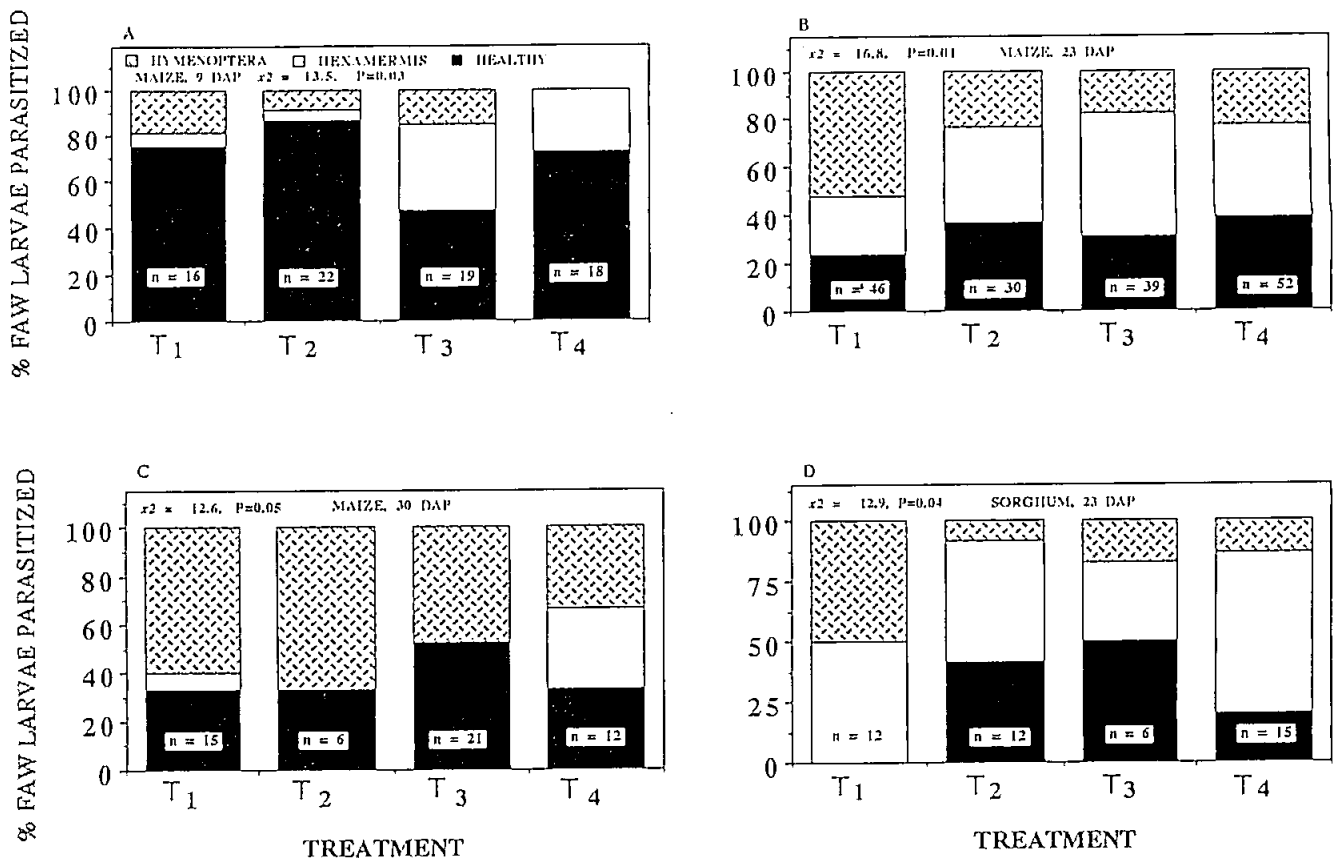 A
HYMENOPTERA HEXAMERMIS HEALTHY
MAIZE, 9 DAP x2 = 13.5, P=0.03
% FAW LARVAE PARASITIZED
100
80
60
40
20
0
n = 16
n = 22
n = 19
n = 18
T1
T2
T3
T4
B
x2 = 16.8, P=0.01 MAIZE, 23 DAP
100
80
60
40
20
0
n = 46
n = 30
n = 39
n = 52
T1
T2
T3
T4
C
x2 = 12.6, P=0.05 MAIZE, 30 DAP
% FAW LARVAE PARASITIZED
100
80
60
40
20
0
n = 15
n = 6
n = 21
n = 12
T1
T2
T3
T4
TREATMENT
D
x2 = 12.9, P=0.04 SORGHUM, 23 DAP
100
75
50
25
0
n = 12
n = 12
n = 6
n = 15
T1
T2
T3
T4
TREATMENT